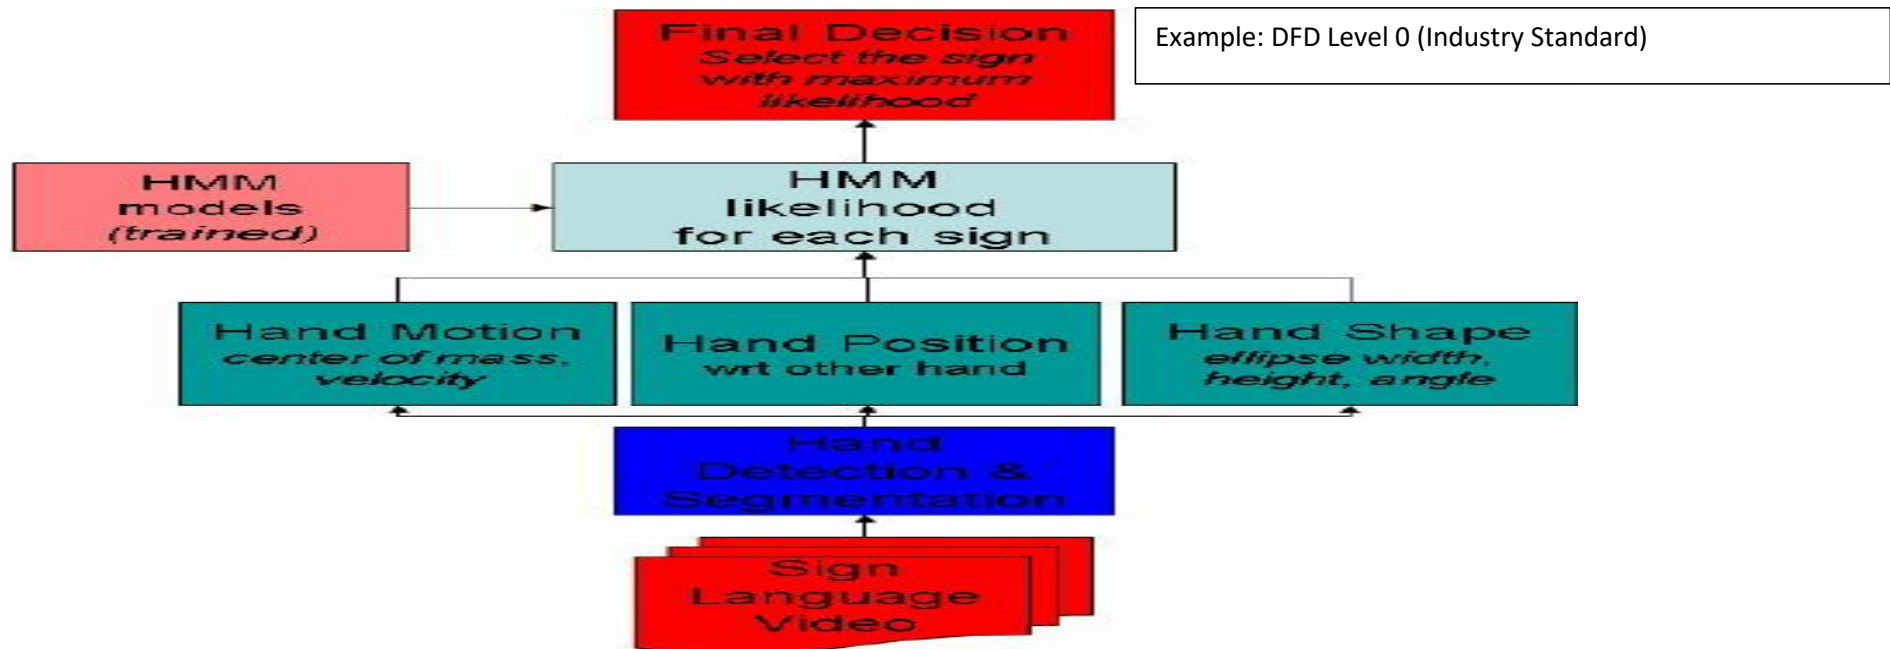 Final Decision
Select the sign
with maximum
likelihood
Example: DFD Level 0 (Industry Standard)
HMM
models
(trained)
HMM
likelihood
for each sign
Hand Motion
center of mass,
velocity
Hand Position
wrt other hand
Hand Shape
ellipse width,
height, angle
Hand
Detection &
Segmentation
Sign
Language
Video